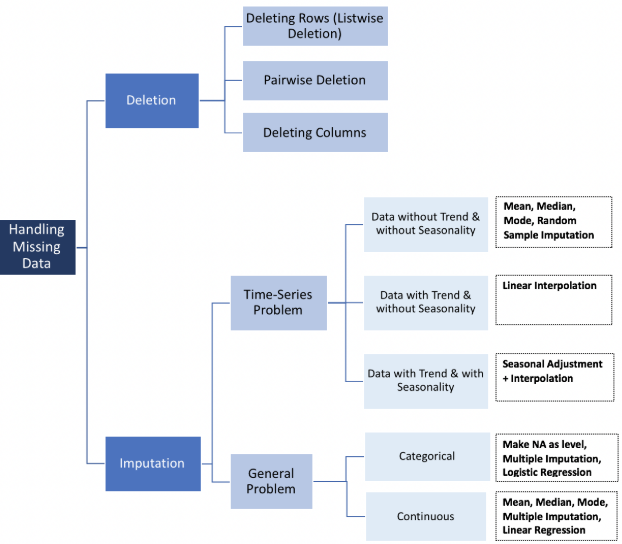 Deleting Rows (Listwise
Deletion)
Deletion
Pairwise Deletion
Deleting Columns
Handling
Missing
Data
Data without Trend &
without Seasonality
Mean, Median,
Mode, Random
Sample Imputation
Time-Series
Problem
Data with Trend &
without Seasonality
Linear Interpolation
Data with Trend & with
Seasonality
Seasonal Adjustment
+ Interpolation
Imputation
General
Problem
Categorical
Make NA as level,
Multiple Imputation,
Logistic Regression
Continuous
Mean, Median, Mode,
Multiple Imputation,
Linear Regression